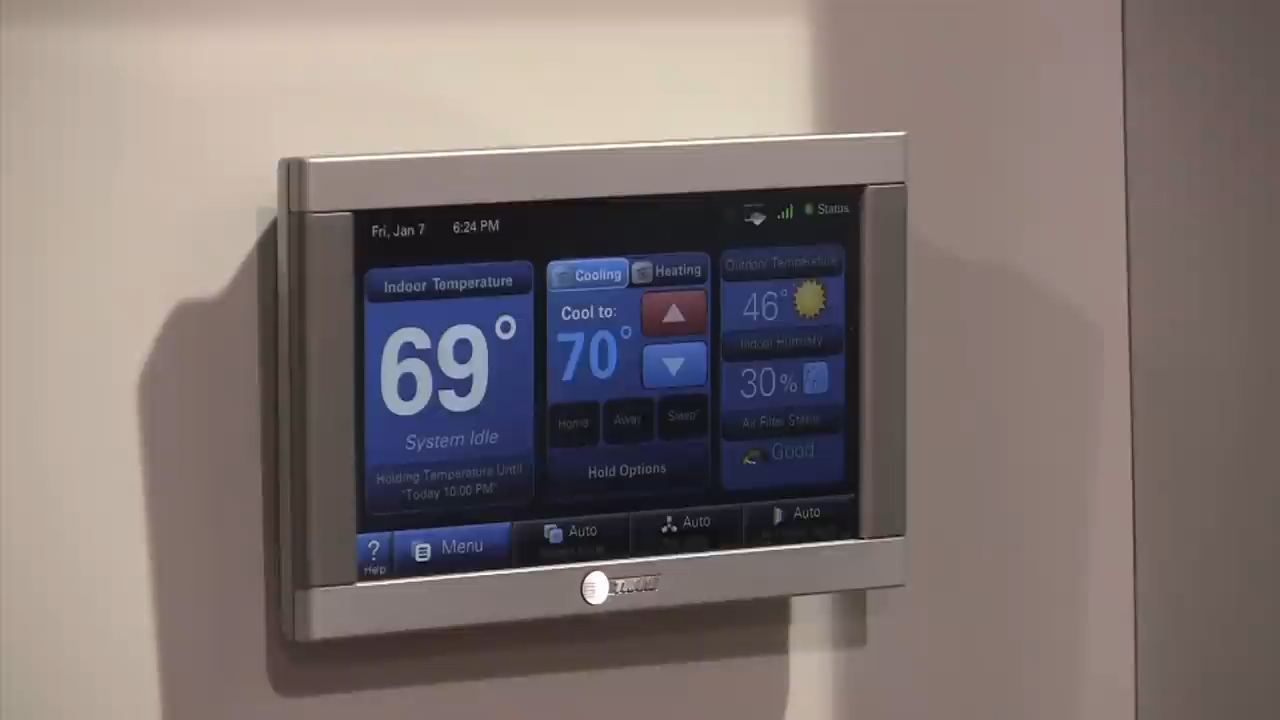 Fri, Jan 7
6:24 PM
Status
Indoor Temperature
69°
System Idle
Holding Temperature Until
"Today 10:00 PM"
Cooling
Heating
Cool to:
70°
Home
Away
Sleep
Hold Options
Outdoor Temperature
46°
Indoor Humidity
30%
Air Filter Status
Good
?
Help
Menu
Auto
Auto
Auto